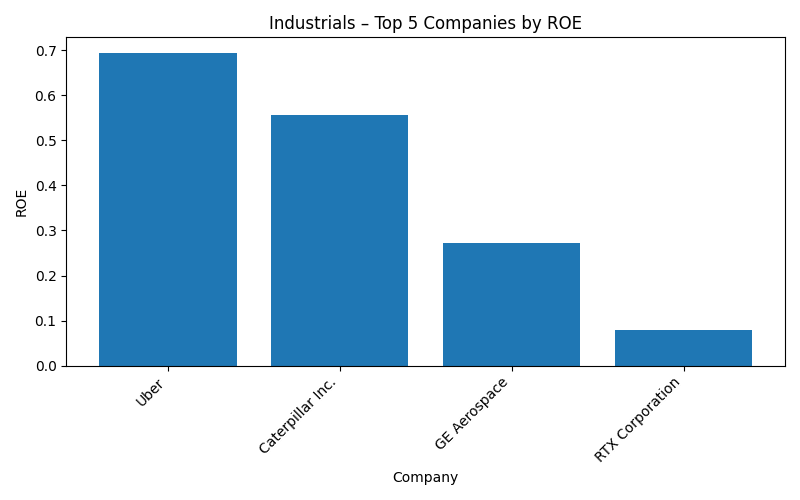 Industrials – Top 5 Companies by ROE
ROE
0.7
0.6
0.5
0.4
0.3
0.2
0.1
0.0
Uber
Caterpillar Inc.
GE Aerospace
RTX Corporation
Company